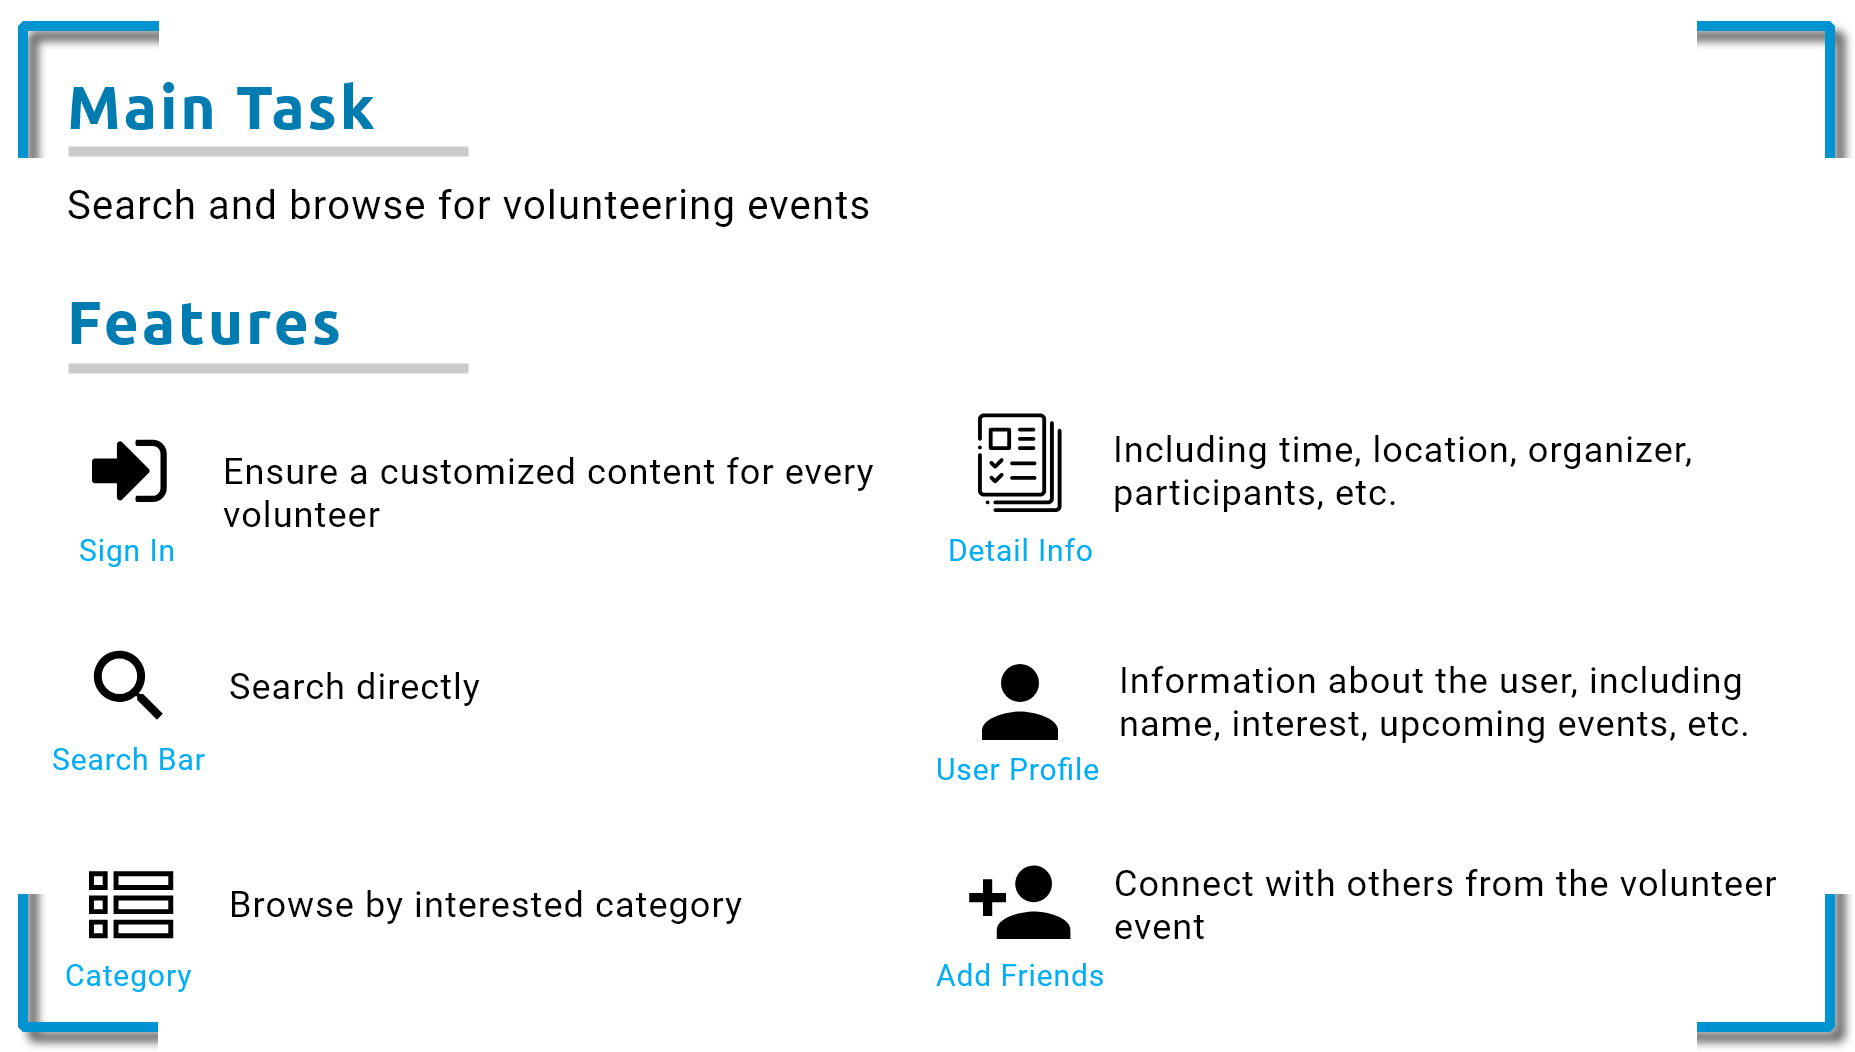 Main Task
Search and browse for volunteering events
Features
Ensure a customized content for every
volunteer
Sign In
Including time, location, organizer,
participants, etc.
Detail Info
Search directly
Search Bar
Information about the user, including
name, interest, upcoming events, etc.
User Profile
Browse by interested category
Category
Connect with others from the volunteer
event
Add Friends